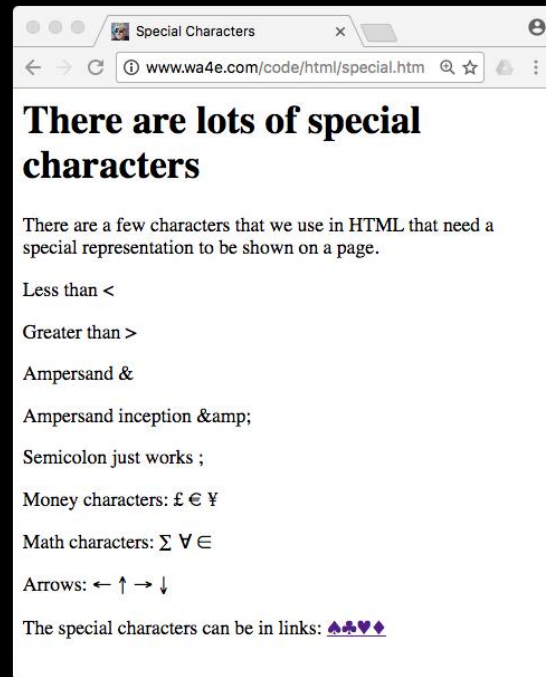 Special Characters
www.wa4e.com/code/html/special.htm
There are lots of special
characters
There are a few characters that we use in HTML that need a
special representation to be shown on a page.
Less than <
Greater than >
Ampersand &
Ampersand inception &amp;
Semicolon just works ;
Money characters: £ € ¥
Math characters: ∑ ∀ ∈
Arrows: ← ↑ → ↓
The special characters can be in links: ♠♣♥♦